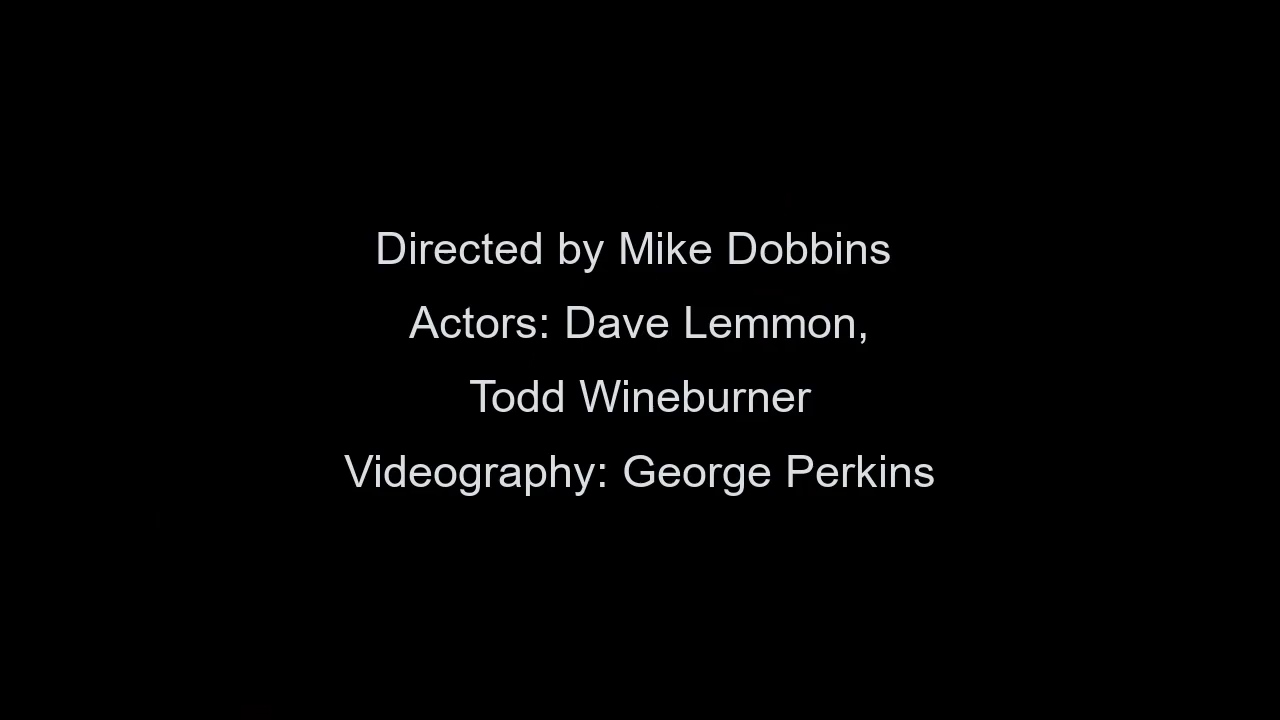 Directed by Mike Dobbins
Actors: Dave Lemmon,
Todd Wineburner
Videography: George Perkins